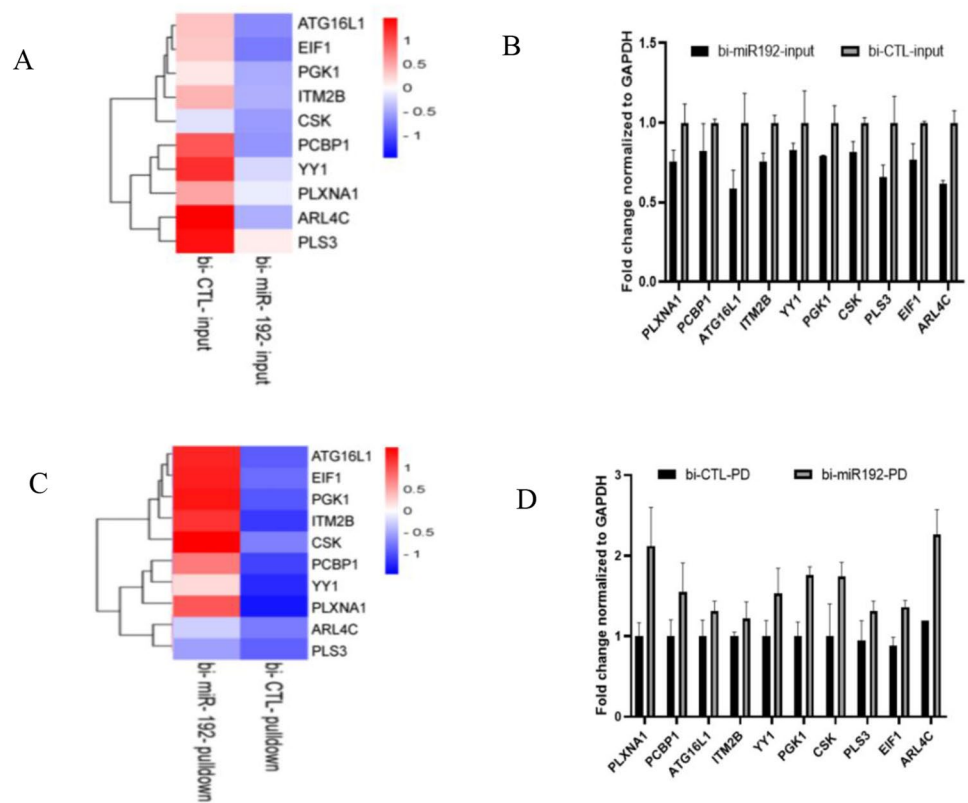 A
ATG16L1
EIF1
PGK1
ITM2B
CSK
PCBP1
YY1
PLXNA1
ARL4C
PLS3
bi- CTL- input
bi- miR- 192- input
1
0.5
0
- 0.5
- 1
B
bi-miR192-input
bi-CTL-input
Fold change normalized to GAPDH
1.5
1.0
0.5
0.0
PLXNA1
PCBP1
ATG16L1
ITM2B
YY1
PGK1
CSK
PLS3
EIF1
ARL4C
C
ATG16L1
EIF1
PGK1
ITM2B
CSK
PCBP1
YY1
PLXNA1
ARL4C
PLS3
bi- miR- 192- pulldown
bi- CTL- pulldown
1
0.5
0
- 0.5
- 1
D
bi-CTL-PD
bi-miR192-PD
Fold change normalized to GAPDH
3
2
1
0
PLXNA1
PCBP1
ATG16L1
ITM2B
YY1
PGK1
CSK
PLS3
EIF1
ARL4C